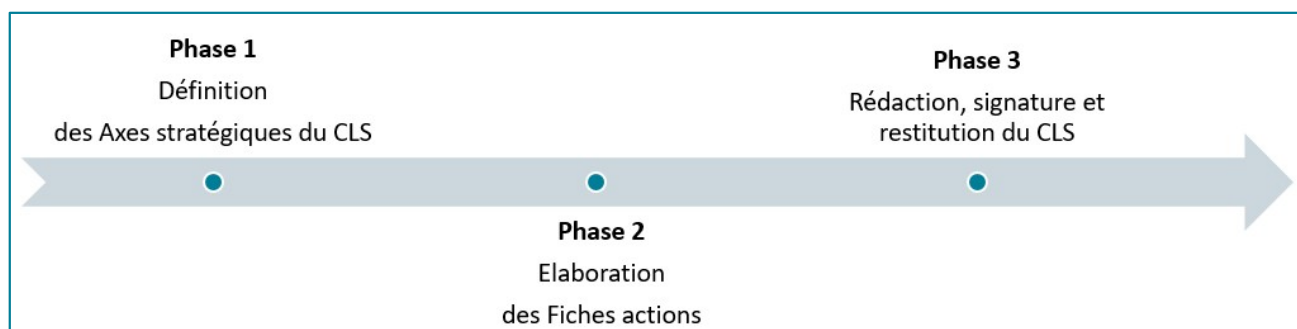 Phase 1
Définition
des Axes stratégiques du CLS
Phase 2
Elaboration
des Fiches actions
Phase 3
Rédaction, signature et
restitution du CLS